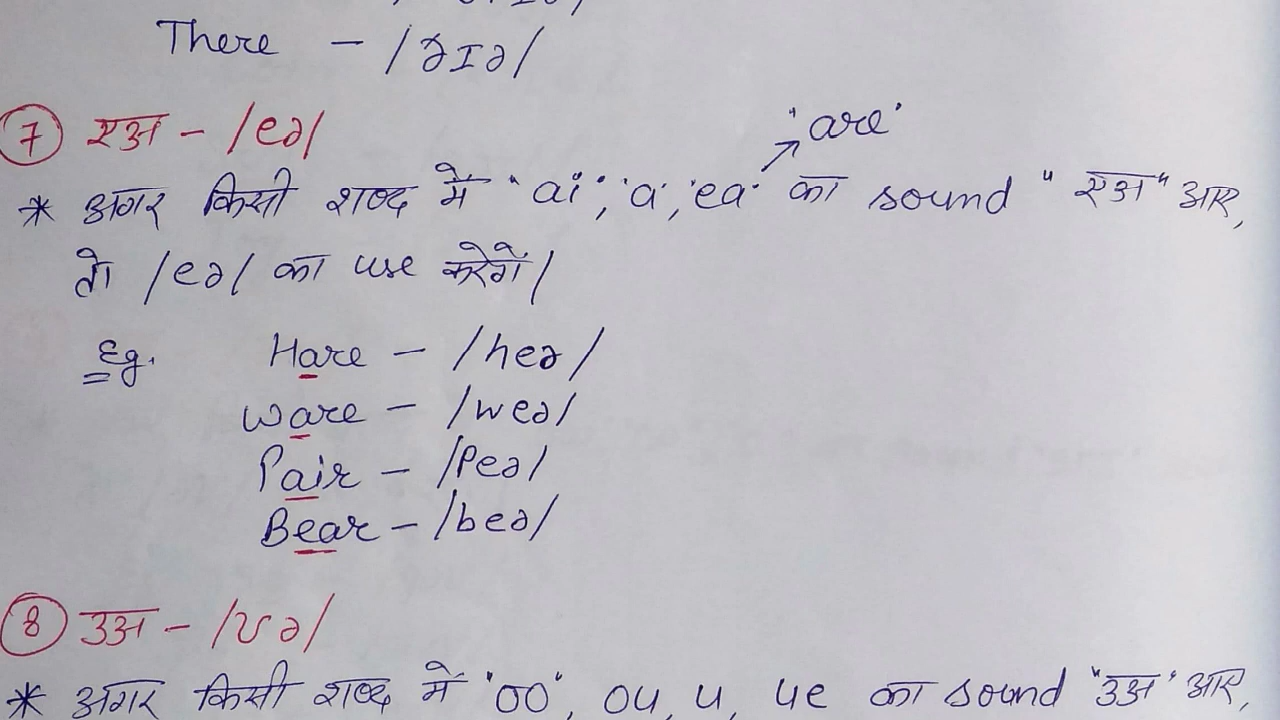 There - /ðɪə/
7 एअ - /eə/
'are'
* अगर किसी शब्द में 'ai', 'a', 'ea' का sound "एअ" आए,
तो /eə/ का use करेगें/
Eg. Hare - /heə/
Ware - /weə/
Pair - /Peə/
Bear - /beə/
8 उअ - /ʊə/
* अगर किसी शब्द में 'oo', ou, u, ue का sound "उअ" आए,